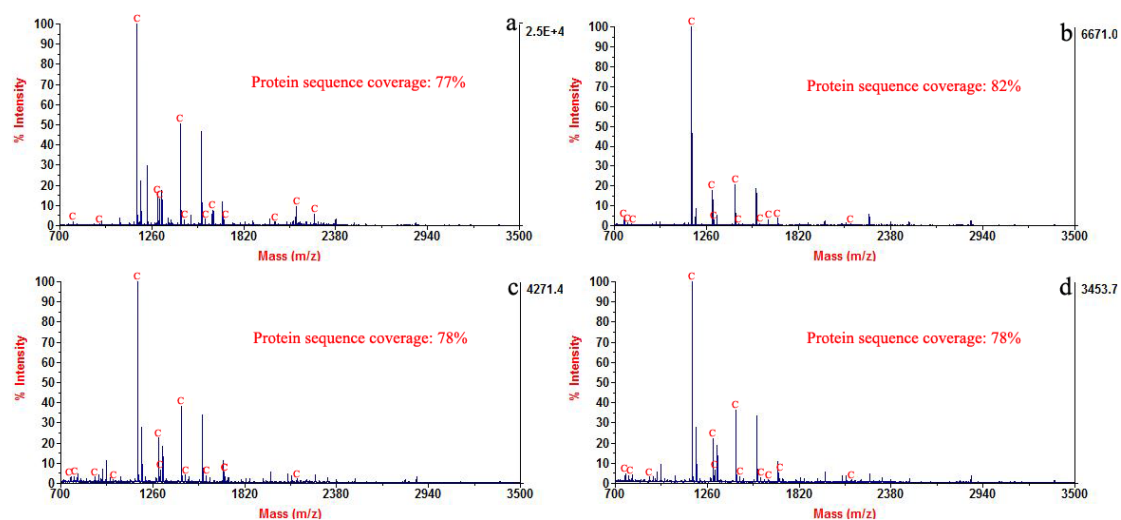 a
2.5E+4
Protein sequence coverage: 77%
% Intensity
100
90
80
70
60
50
40
30
20
10
0
C
C
C
C
C
C
C
C
C
C
C
C
C
700
1260
1820
2380
2940
3500
Mass (m/z)
b
6671.0
Protein sequence coverage: 82%
% Intensity
100
90
80
70
60
50
40
30
20
10
0
C
C
C
C
C
C
C
C
C
C
C
C
700
1260
1820
2380
2940
3500
Mass (m/z)
c
4271.4
Protein sequence coverage: 78%
% Intensity
100
90
80
70
60
50
40
30
20
10
0
C
C
C
C
C
C
C
C
C
C
C
C
700
1260
1820
2380
2940
3500
Mass (m/z)
d
3453.7
Protein sequence coverage: 78%
% Intensity
100
90
80
70
60
50
40
30
20
10
0
C
C
C
C
C
C
C
C
C
C
C
C
700
1260
1820
2380
2940
3500
Mass (m/z)